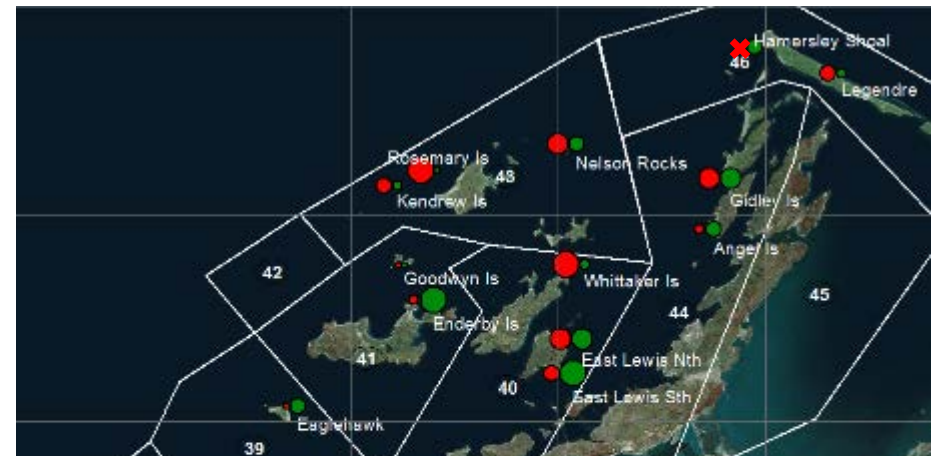 Hamersley Shoal
46
Legendre
Rosemary Is
Nelson Rocks
43
Kendrew Is
Gidley Is
Angel Is
42
Goodwyn Is
Whittaker Is
45
44
Enderby Is
41
East Lewis Nth
40
East Lewis Sth
Eaglehawk
39